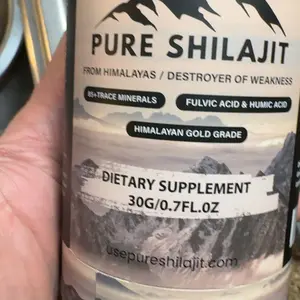 PURE SHILAJIT
FROM HIMALAYAS / DESTROYER OF WEAKNESS
85+TRACE MINERALS
FULVIC ACID & HUMIC ACID
HIMALAYAN GOLD GRADE
DIETARY SUPPLEMENT
30G/0.7FL.OZ
usepureshilajit.com